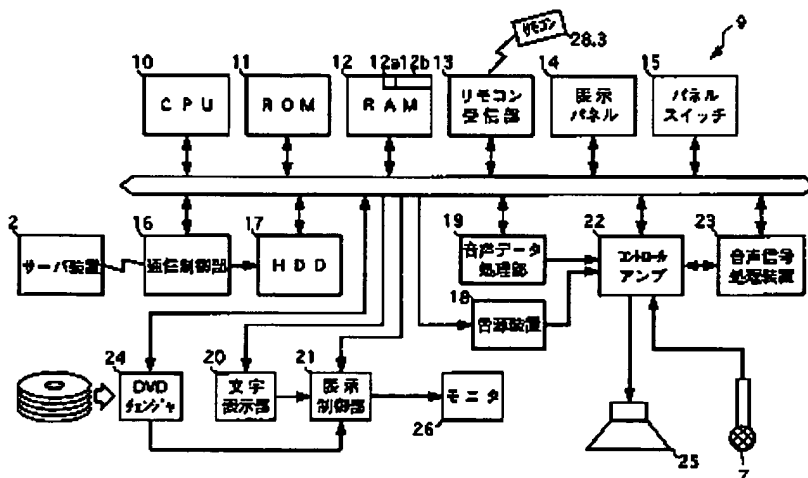 リモコン
28.3
9
10
11
12
12a
12b
13
14
15
CPU
ROM
RAM
リモコン
受信部
表示
パネル
パネル
スイッチ
2
16
17
19
22
23
サーバ装置
通信制御部
HDD
音声データ
処理部
コントロール
アンプ
音声信号
処理装置
18
音源装置
24
20
21
DVD
チェンジャ
文字
表示部
表示
制御部
モニタ
26
25
7